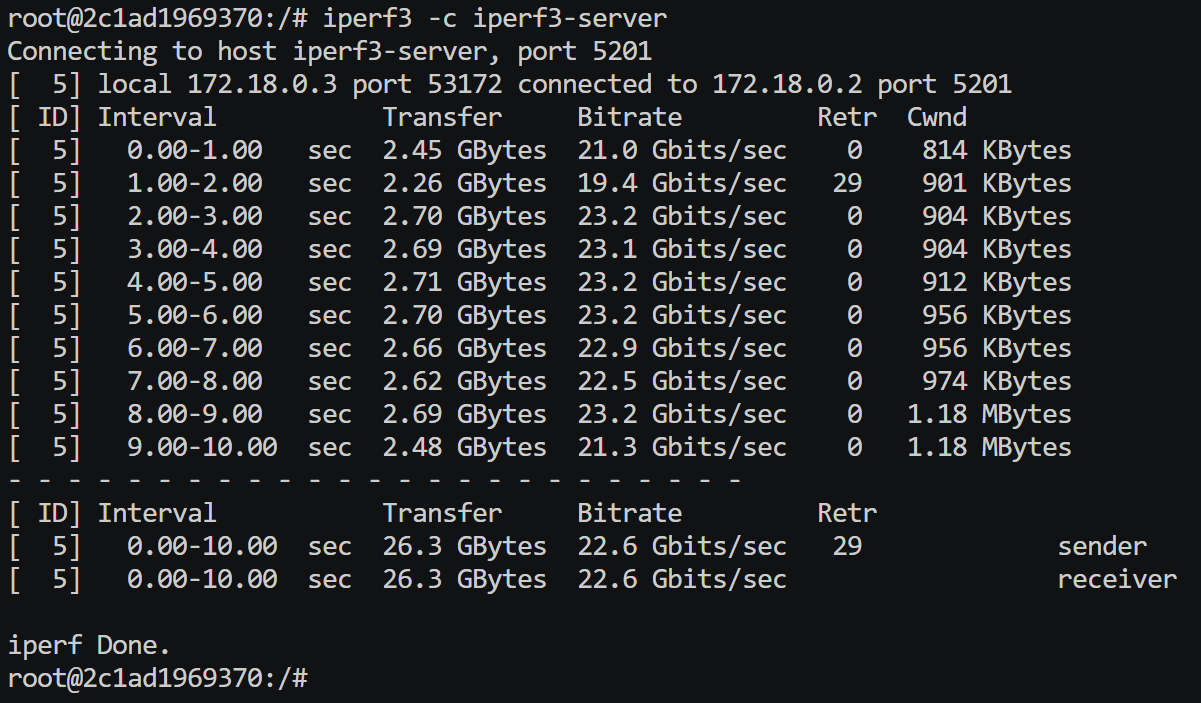 root@2c1ad1969370:/# iperf3 -c iperf3-server
Connecting to host iperf3-server, port 5201
[  5] local 172.18.0.3 port 53172 connected to 172.18.0.2 port 5201
[ ID] Interval           Transfer     Bitrate         Retr  Cwnd
[  5]   0.00-1.00   sec  2.45 GBytes  21.0 Gbits/sec    0    814 KBytes
[  5]   1.00-2.00   sec  2.26 GBytes  19.4 Gbits/sec   29    901 KBytes
[  5]   2.00-3.00   sec  2.70 GBytes  23.2 Gbits/sec    0    904 KBytes
[  5]   3.00-4.00   sec  2.69 GBytes  23.1 Gbits/sec    0    904 KBytes
[  5]   4.00-5.00   sec  2.71 GBytes  23.2 Gbits/sec    0    912 KBytes
[  5]   5.00-6.00   sec  2.70 GBytes  23.2 Gbits/sec    0    956 KBytes
[  5]   6.00-7.00   sec  2.66 GBytes  22.9 Gbits/sec    0    956 KBytes
[  5]   7.00-8.00   sec  2.62 GBytes  22.5 Gbits/sec    0    974 KBytes
[  5]   8.00-9.00   sec  2.69 GBytes  23.2 Gbits/sec    0   1.18 MBytes
[  5]   9.00-10.00  sec  2.48 GBytes  21.3 Gbits/sec    0   1.18 MBytes
- - - - - - - - - - - - - - - - - - - - - - - - -
[ ID] Interval           Transfer     Bitrate         Retr
[  5]   0.00-10.00  sec  26.3 GBytes  22.6 Gbits/sec   29             sender
[  5]   0.00-10.00  sec  26.3 GBytes  22.6 Gbits/sec                  receiver

iperf Done.
root@2c1ad1969370:/#